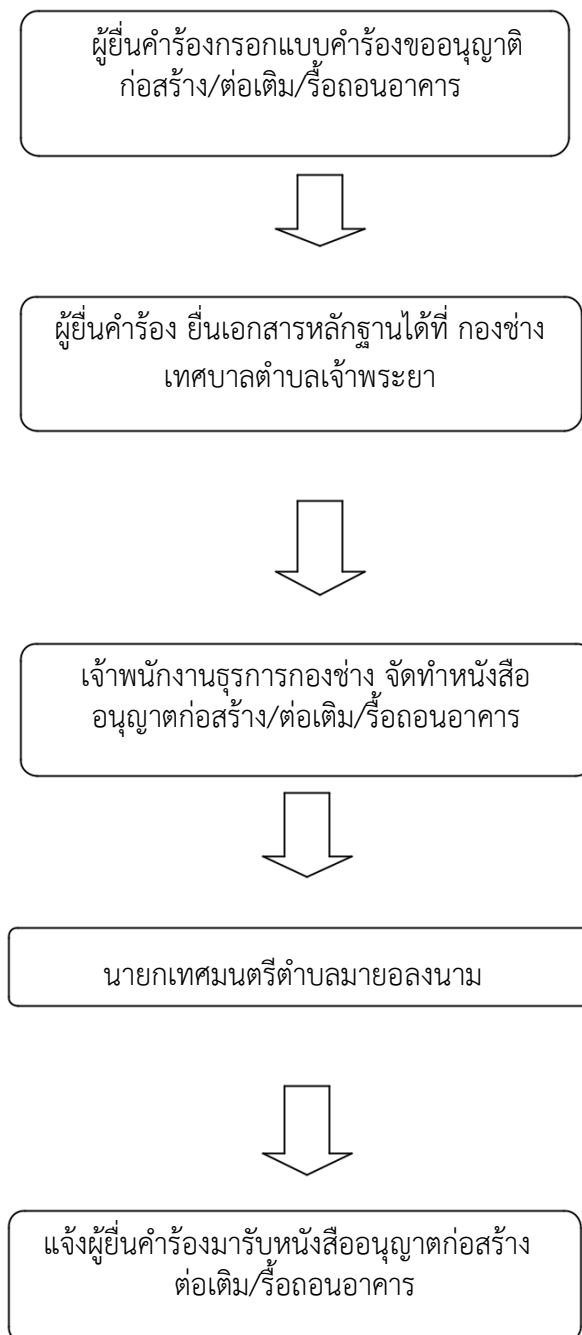 ผู้ยื่นคำร้องกรอกแบบคำร้องขออนุญาติ
ก่อสร้าง/ต่อเติม/รื้อถอนอาคาร
ผู้ยื่นคำร้อง ยื่นเอกสารหลักฐานได้ที่ กองช่าง
เทศบาลตำบลเจ้าพระยา
เจ้าพนักงานธุรการกองช่าง จัดทำหนังสือ
อนุญาตก่อสร้าง/ต่อเติม/รื้อถอนอาคาร
นายกเทศมนตรีตำบลมายอลงนาม
แจ้งผู้ยื่นคำร้องมารับหนังสืออนุญาตก่อสร้าง
ต่อเติม/รื้อถอนอาคาร